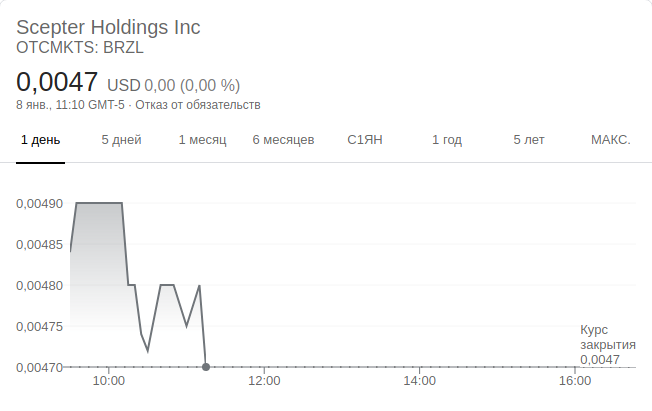 Scepter Holdings Inc
OTCMKTS: BRZL
0,0047 USD 0,00 (0,00 %)
8 янв., 11:10 GMT-5 · Отказ от обязательств
1 день 5 дней 1 месяц 6 месяцев С1ЯН 1 год 5 лет МАКС.
0,00490
0,00485
0,00480
0,00475
0,00470
Курс
закрытия
0,0047
10:00 12:00 14:00 16:00